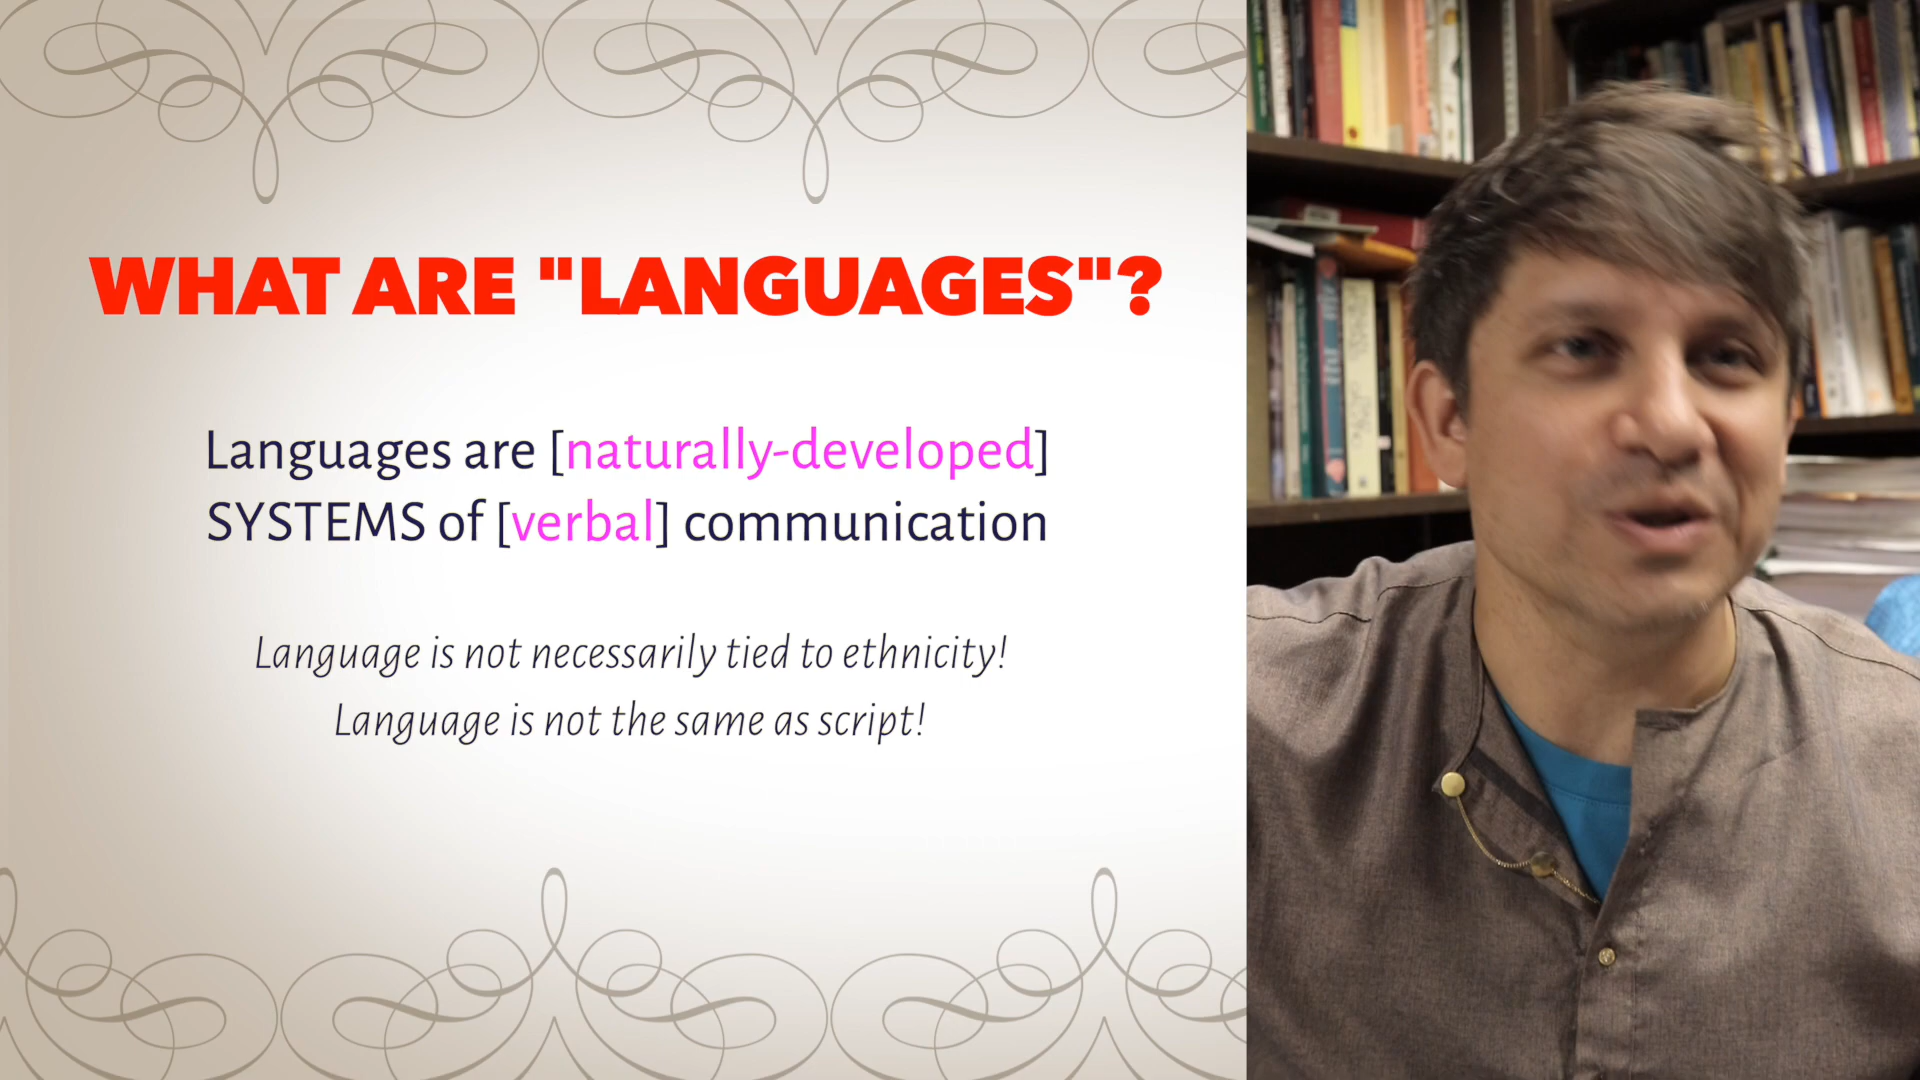 WHAT ARE "LANGUAGES"?
Languages are [naturally-developed]
SYSTEMS of [verbal] communication
Language is not necessarily tied to ethnicity!
Language is not the same as script!